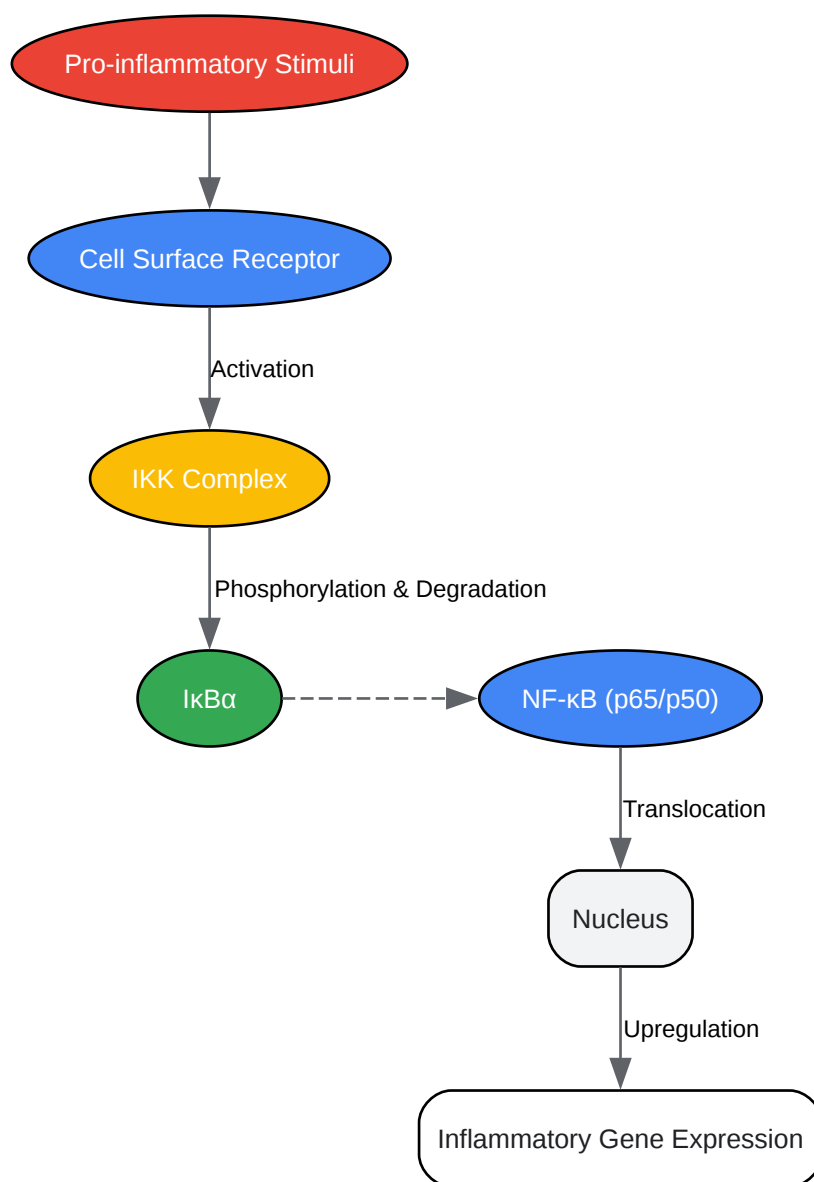 Pro-inflammatory Stimuli
Cell Surface Receptor
Activation
IKK Complex
Phosphorylation & Degradation
IκBα
NF-κB (p65/p50)
Translocation
Nucleus
Upregulation
Inflammatory Gene Expression